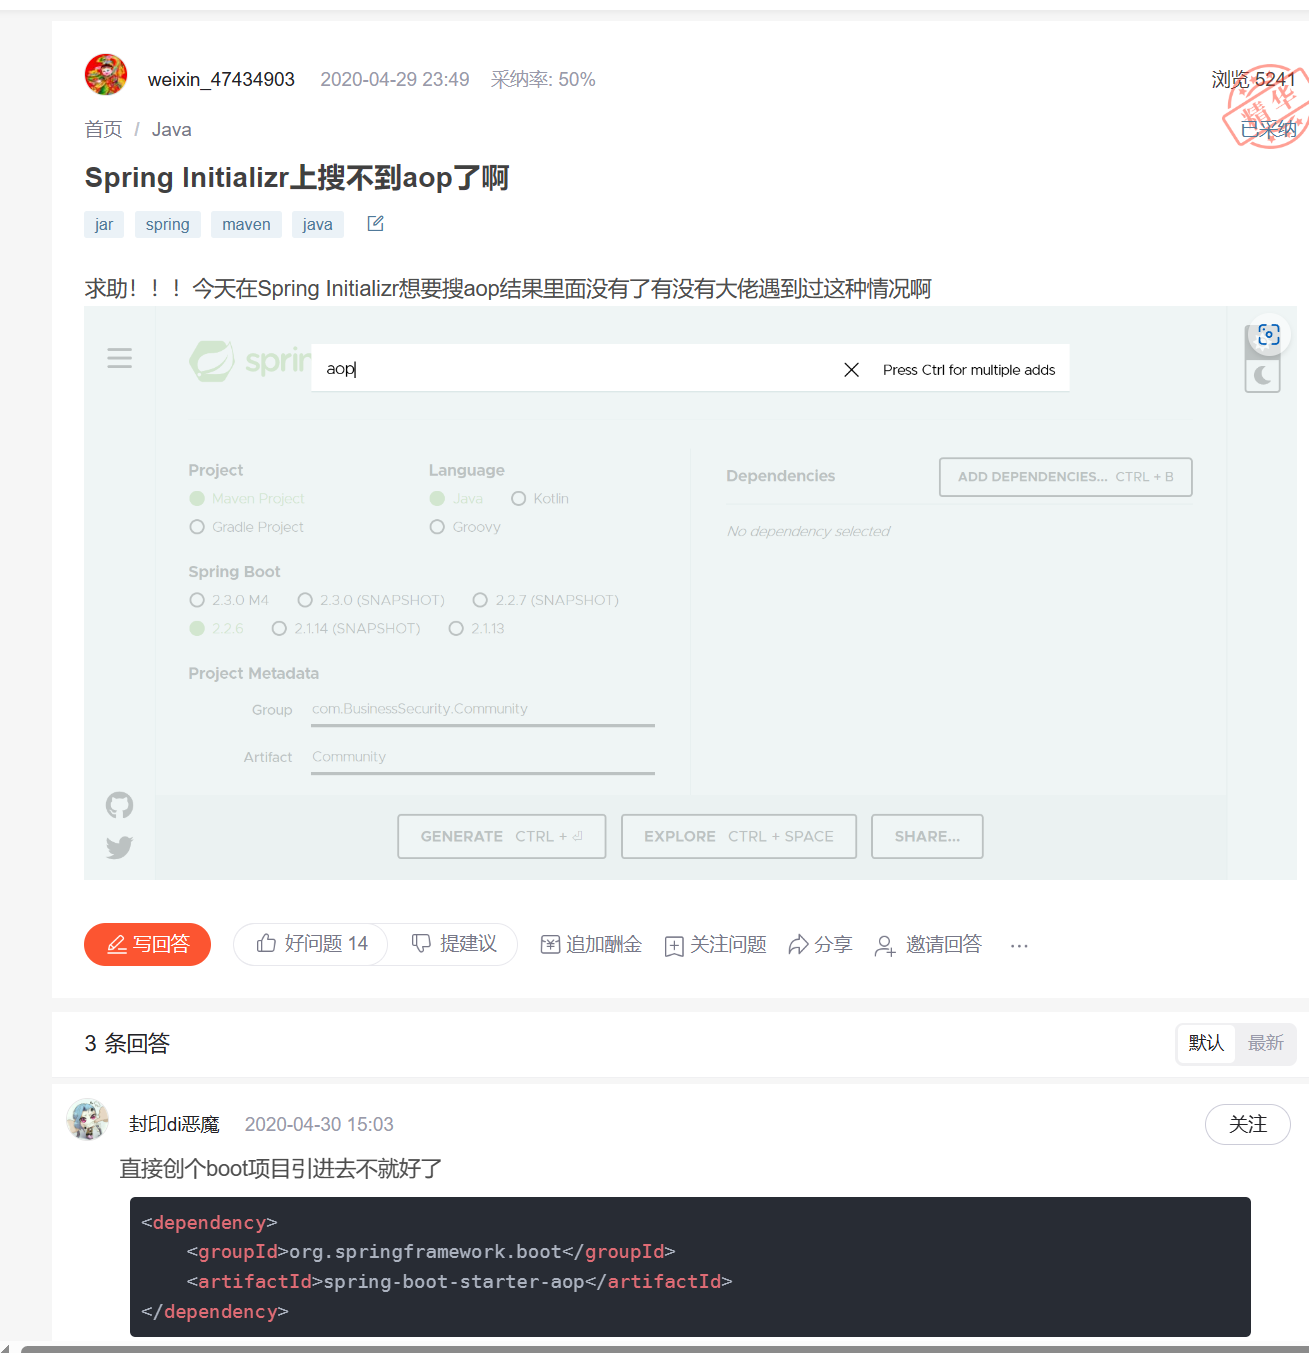 weixin_47434903 2020-04-29 23:49 采纳率: 50% 浏览 5241
精华
首页 / Java 已采纳
Spring Initializr上搜不到aop了啊
jar spring maven java
求助！！！今天在Spring Initializr想要搜aop结果里面没有了有没有大佬遇到过这种情况啊
sprin
aop Press Ctrl for multiple adds
Project Language
Maven Project Java Kotlin
Gradle Project Groovy
Dependencies ADD DEPENDENCIES... CTRL + B
No dependency selected
Spring Boot
2.3.0 M4 2.3.0 (SNAPSHOT) 2.2.7 (SNAPSHOT)
2.2.6 2.1.14 (SNAPSHOT) 2.1.13
Project Metadata
Group com.BusinessSecurity.Community
Artifact Community
GENERATE CTRL + ⏎ EXPLORE CTRL + SPACE SHARE...
写回答 好问题 14 提建议 追加酬金 关注问题 分享 邀请回答 ···
3 条回答 默认 最新
封印di恶魔 2020-04-30 15:03 关注
直接创个boot项目引进去不就好了
<dependency>
    <groupId>org.springframework.boot</groupId>
    <artifactId>spring-boot-starter-aop</artifactId>
</dependency>